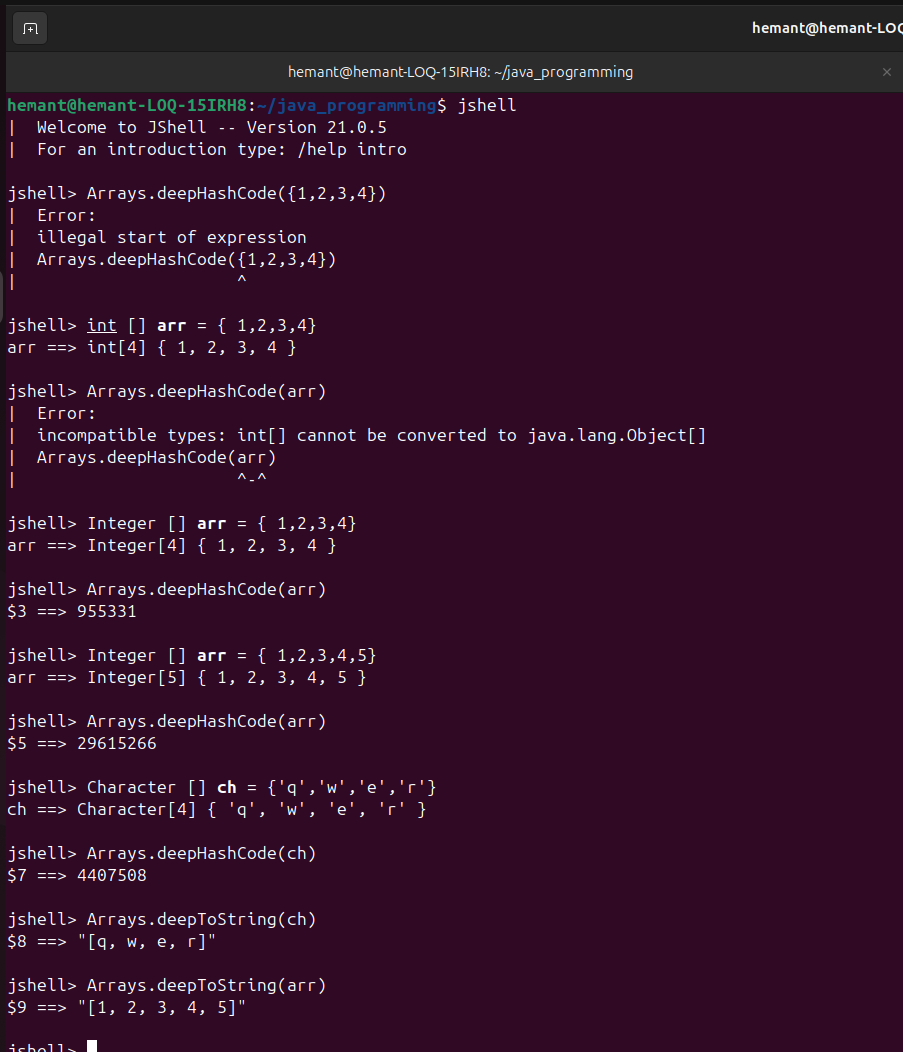 hemant@hemant-LOQ
hemant@hemant-LOQ-15IRH8: ~/java_programming ×
hemant@hemant-LOQ-15IRH8:~/java_programming$ jshell
|  Welcome to JShell -- Version 21.0.5
|  For an introduction type: /help intro

jshell> Arrays.deepHashCode({1,2,3,4})
|  Error:
|  illegal start of expression
|  Arrays.deepHashCode({1,2,3,4})
|                      ^

jshell> int [] arr = { 1,2,3,4}
arr ==> int[4] { 1, 2, 3, 4 }

jshell> Arrays.deepHashCode(arr)
|  Error:
|  incompatible types: int[] cannot be converted to java.lang.Object[]
|  Arrays.deepHashCode(arr)
|                      ^-^

jshell> Integer [] arr = { 1,2,3,4}
arr ==> Integer[4] { 1, 2, 3, 4 }

jshell> Arrays.deepHashCode(arr)
$3 ==> 955331

jshell> Integer [] arr = { 1,2,3,4,5}
arr ==> Integer[5] { 1, 2, 3, 4, 5 }

jshell> Arrays.deepHashCode(arr)
$5 ==> 29615266

jshell> Character [] ch = {'q','w','e','r'}
ch ==> Character[4] { 'q', 'w', 'e', 'r' }

jshell> Arrays.deepHashCode(ch)
$7 ==> 4407508

jshell> Arrays.deepToString(ch)
$8 ==> "[q, w, e, r]"

jshell> Arrays.deepToString(arr)
$9 ==> "[1, 2, 3, 4, 5]"

jshell>